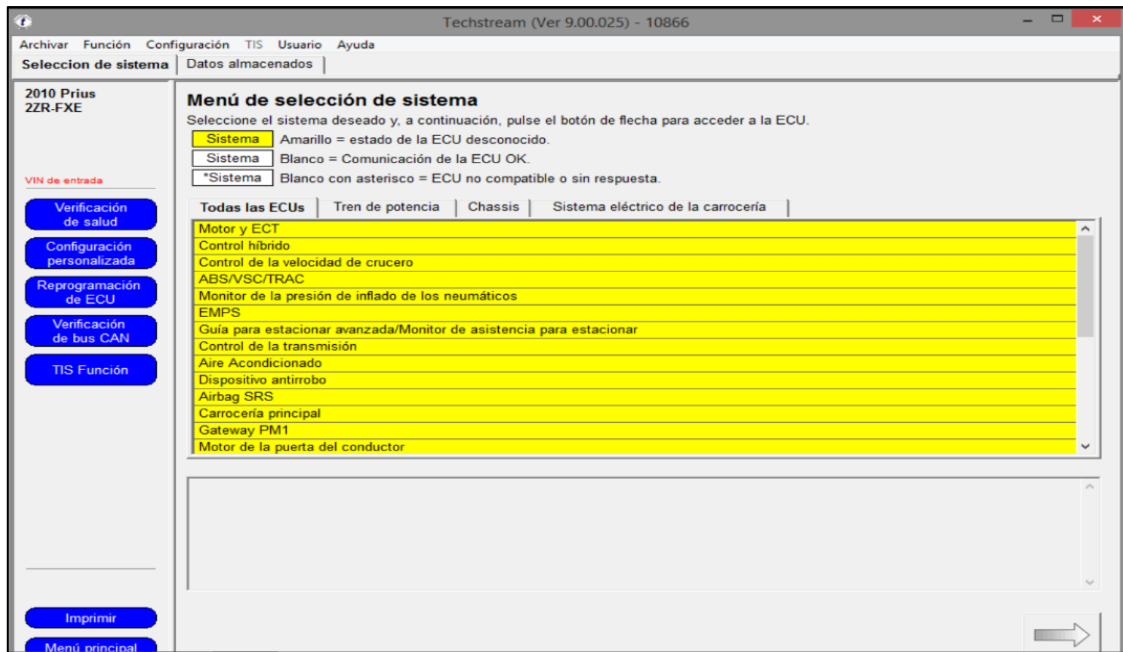 Techstream (Ver 9.00.025) - 10866
Archivar Función Configuración TIS Usuario Ayuda
Seleccion de sistema Datos almacenados
2010 Prius
2ZR-FXE
VIN de entrada
Verificación
de salud
Configuración
personalizada
Reprogramación
de ECU
Verificación
de bus CAN
TIS Función
Imprimir
Menú principal
Menú de selección de sistema
Seleccione el sistema deseado y, a continuación, pulse el botón de flecha para acceder a la ECU.
Sistema Amarillo = estado de la ECU desconocido.
Sistema Blanco = Comunicación de la ECU OK.
*Sistema Blanco con asterisco = ECU no compatible o sin respuesta.
Todas las ECUs Tren de potencia Chassis Sistema eléctrico de la carrocería
Motor y ECT
Control híbrido
Control de la velocidad de crucero
ABS/VSC/TRAC
Monitor de la presión de inflado de los neumáticos
EMPS
Guía para estacionar avanzada/Monitor de asistencia para estacionar
Control de la transmisión
Aire Acondicionado
Dispositivo antirrobo
Airbag SRS
Carrocería principal
Gateway PM1
Motor de la puerta del conductor